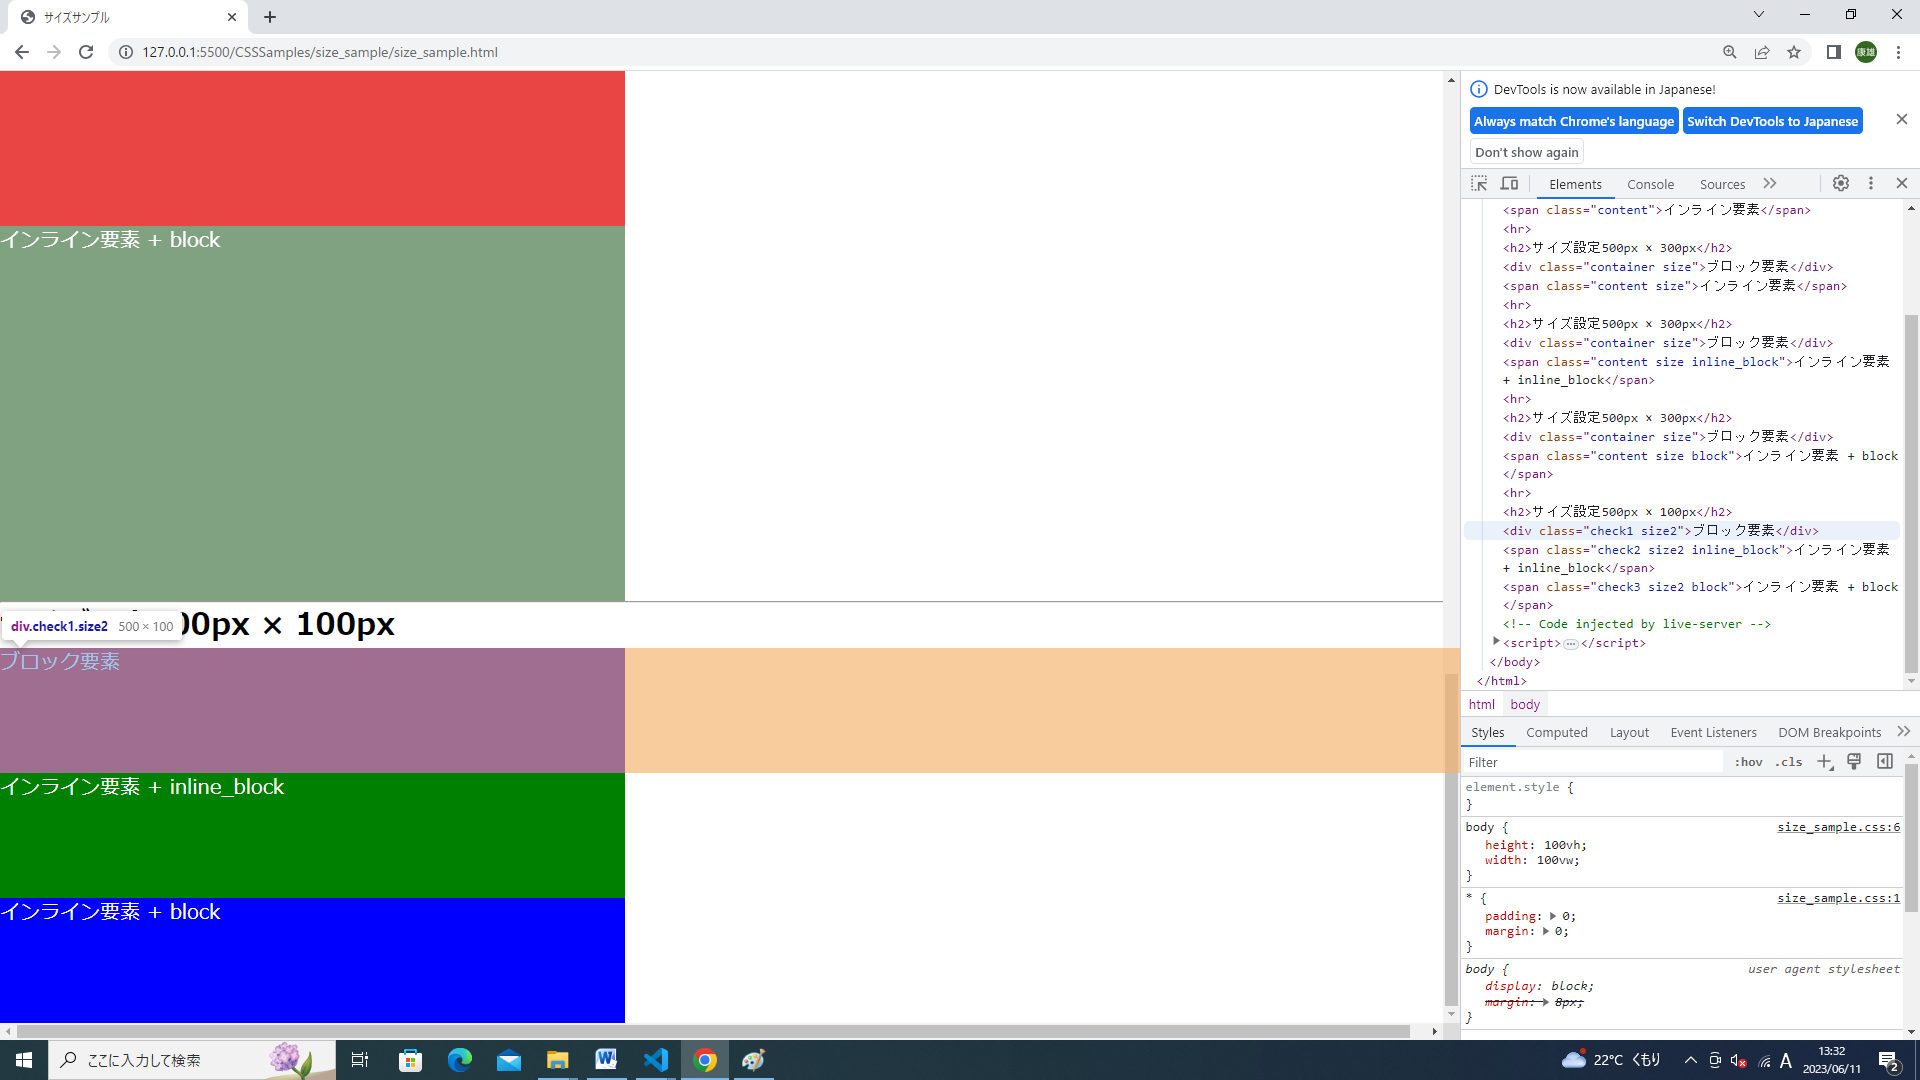 サイズサンプル
127.0.0.1:5500/CSSSamples/size_sample/size_sample.html
康雄
インライン要素 + block
00px × 100px
div.check1.size2 500 × 100
ブロック要素
インライン要素 + inline_block
インライン要素 + block
DevTools is now available in Japanese!
Always match Chrome's language
Switch DevTools to Japanese
Don't show again
Elements Console Sources
<span class="content">インライン要素</span>
<hr>
<h2>サイズ設定500px × 300px</h2>
<div class="container size">ブロック要素</div>
<span class="content size">インライン要素</span>
<hr>
<h2>サイズ設定500px × 300px</h2>
<div class="container size">ブロック要素</div>
<span class="content size inline_block">インライン要素
+ inline_block</span>
<hr>
<h2>サイズ設定500px × 300px</h2>
<div class="container size">ブロック要素</div>
<span class="content size block">インライン要素 + block
</span>
<hr>
<h2>サイズ設定500px × 100px</h2>
<div class="check1 size2">ブロック要素</div>
<span class="check2 size2 inline_block">インライン要素
+ inline_block</span>
<span class="check3 size2 block">インライン要素 + block
</span>
<!-- Code injected by live-server -->
<script>…</script>
</body>
</html>
html body
Styles Computed Layout Event Listeners DOM Breakpoints
Filter :hov .cls
element.style {
}
body { size_sample.css:6
height: 100vh;
width: 100vw;
}
* { size_sample.css:1
padding: 0;
margin: 0;
}
body { user agent stylesheet
display: block;
margin: 8px;
}
ここに入力して検索
22°C くもり
A
13:32
2023/06/11
2